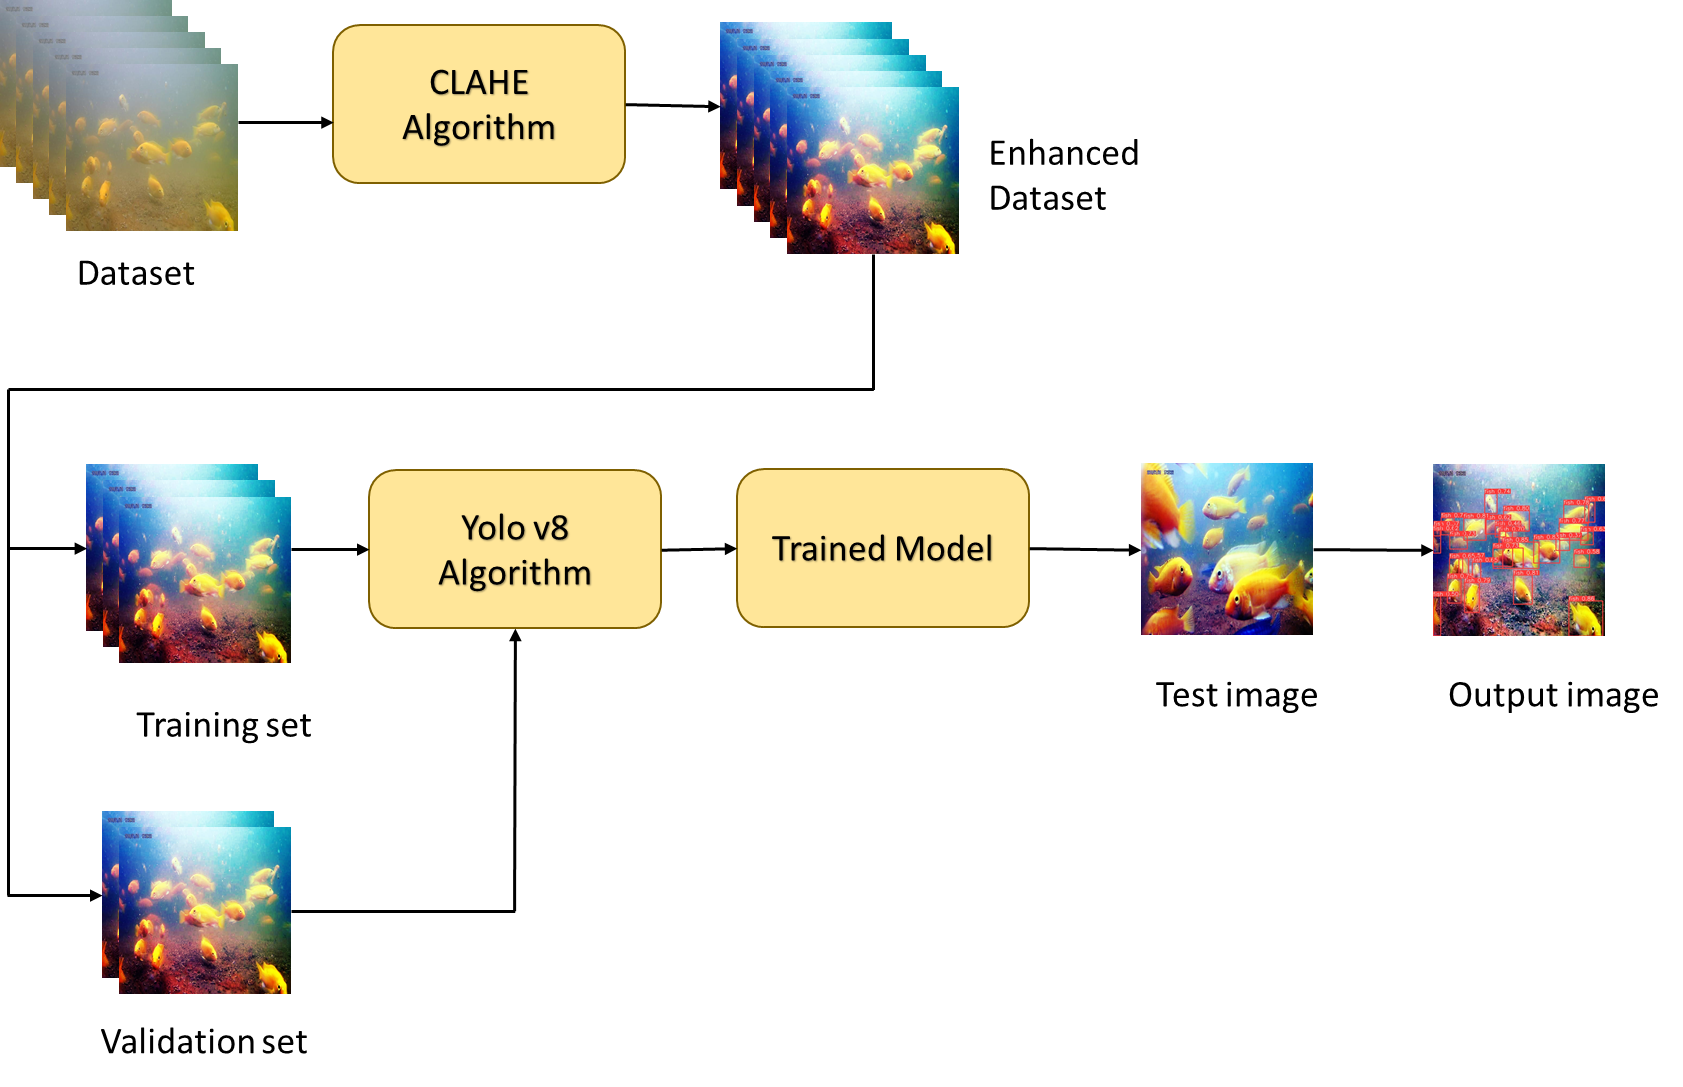 CLAHE
Algorithm
Enhanced
Dataset
Dataset
Yolo v8
Algorithm
Trained Model
Test image
Output image
Training set
Validation set